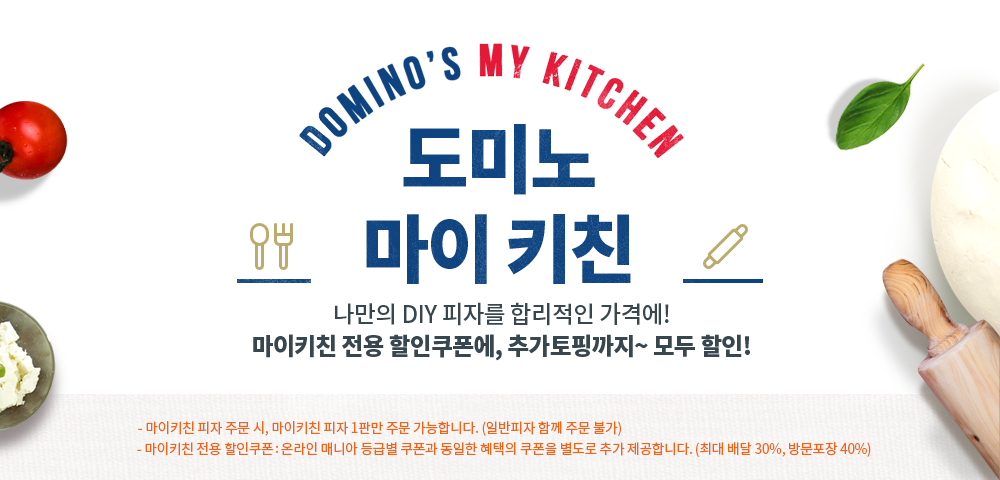 DOMINO'S MY KITCHEN
도미노
마이 키친
나만의 DIY 피자를 합리적인 가격에!
마이키친 전용 할인쿠폰에, 추가토핑까지~ 모두 할인!
- 마이키친 피자 주문 시, 마이키친 피자 1판만 주문 가능합니다. (일반피자 함께 주문 불가)
- 마이키친 전용 할인쿠폰 : 온라인 매니아 등급별 쿠폰과 동일한 혜택의 쿠폰을 별도로 추가 제공합니다. (최대 배달 30%, 방문포장 40%)